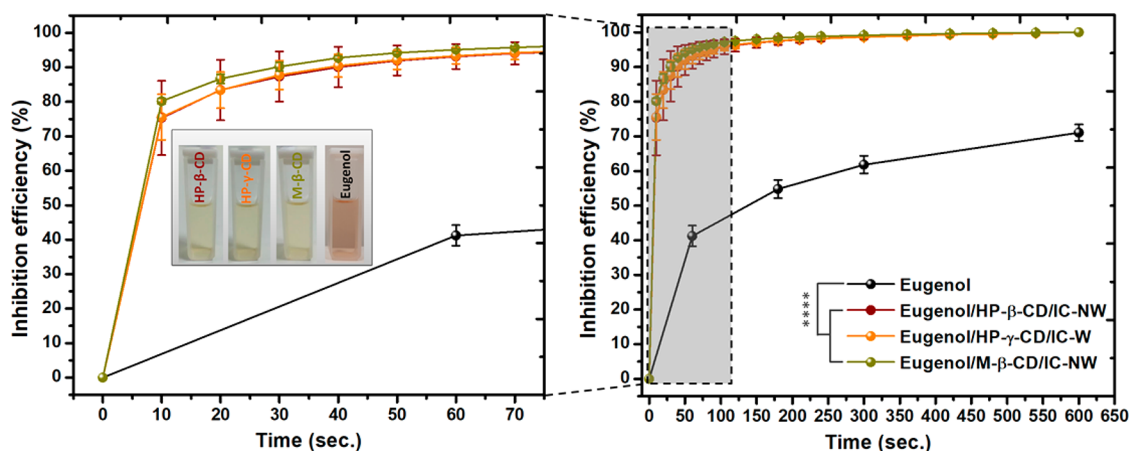 Inhibition efficiency (%)
100
90
80
70
60
50
40
30
20
10
0
HP-β-CD
HP-γ-CD
M-β-CD
Eugenol
0 10 20 30 40 50 60 70
Time (sec.)
Inhibition efficiency (%)
100
90
80
70
60
50
40
30
20
10
0
****
Eugenol
Eugenol/HP-β-CD/IC-NW
Eugenol/HP-γ-CD/IC-W
Eugenol/M-β-CD/IC-NW
0 50 100 150 200 250 300 350 400 450 500 550 600 650
Time (sec.)